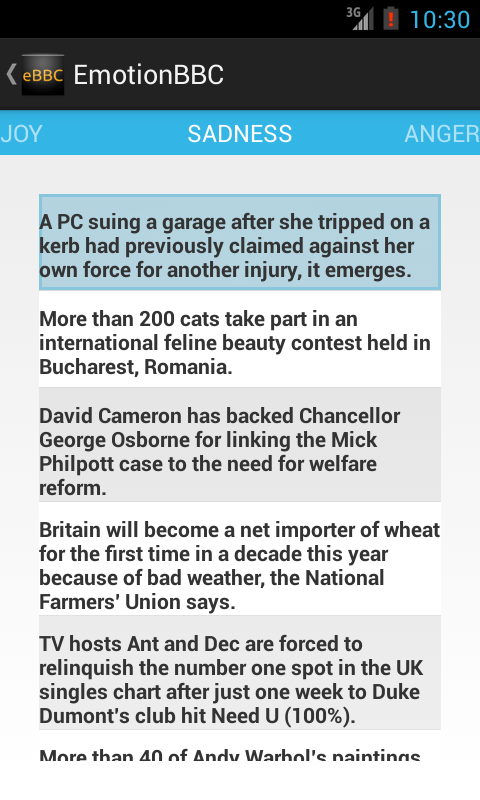 3G 10:30
eBBC EmotionBBC
JOY SADNESS ANGER
A PC suing a garage after she tripped on a
kerb had previously claimed against her
own force for another injury, it emerges.
More than 200 cats take part in an
international feline beauty contest held in
Bucharest, Romania.
David Cameron has backed Chancellor
George Osborne for linking the Mick
Philpott case to the need for welfare
reform.
Britain will become a net importer of wheat
for the first time in a decade this year
because of bad weather, the National
Farmers' Union says.
TV hosts Ant and Dec are forced to
relinquish the number one spot in the UK
singles chart after just one week to Duke
Dumont's club hit Need U (100%).
More than 40 of Andy Warhol's paintings